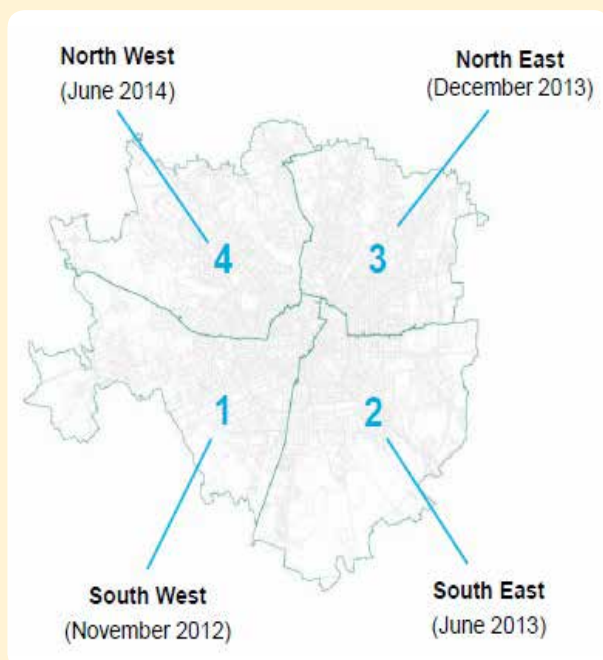 North West
(June 2014)
North East
(December 2013)
4
3
1
2
South West
(November 2012)
South East
(June 2013)